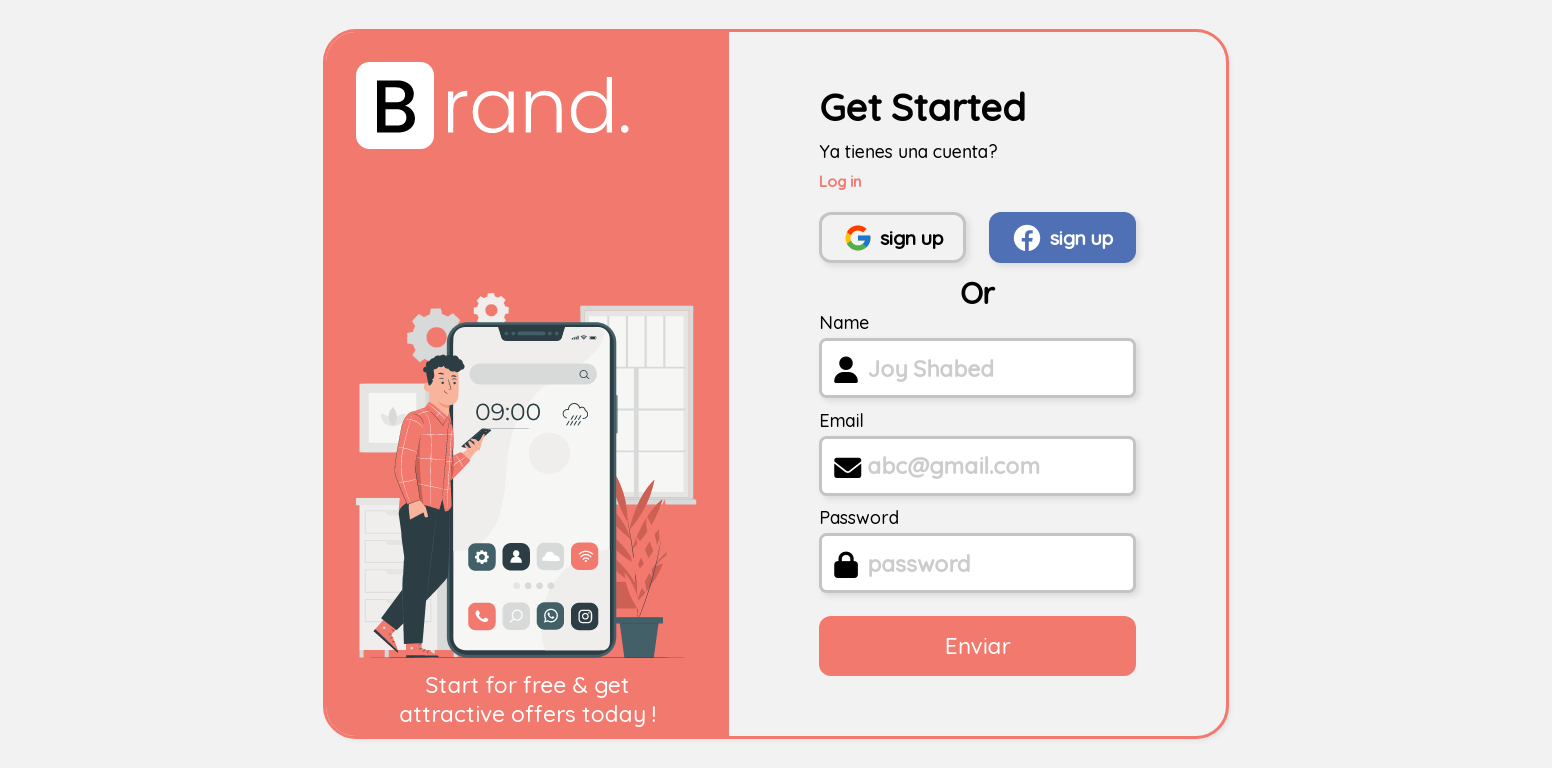 Brand.
09:00
Start for free & get
attractive offers today !
Get Started
Ya tienes una cuenta?
Log in
sign up
sign up
Or
Name
Joy Shabed
Email
abc@gmail.com
Password
password
Enviar